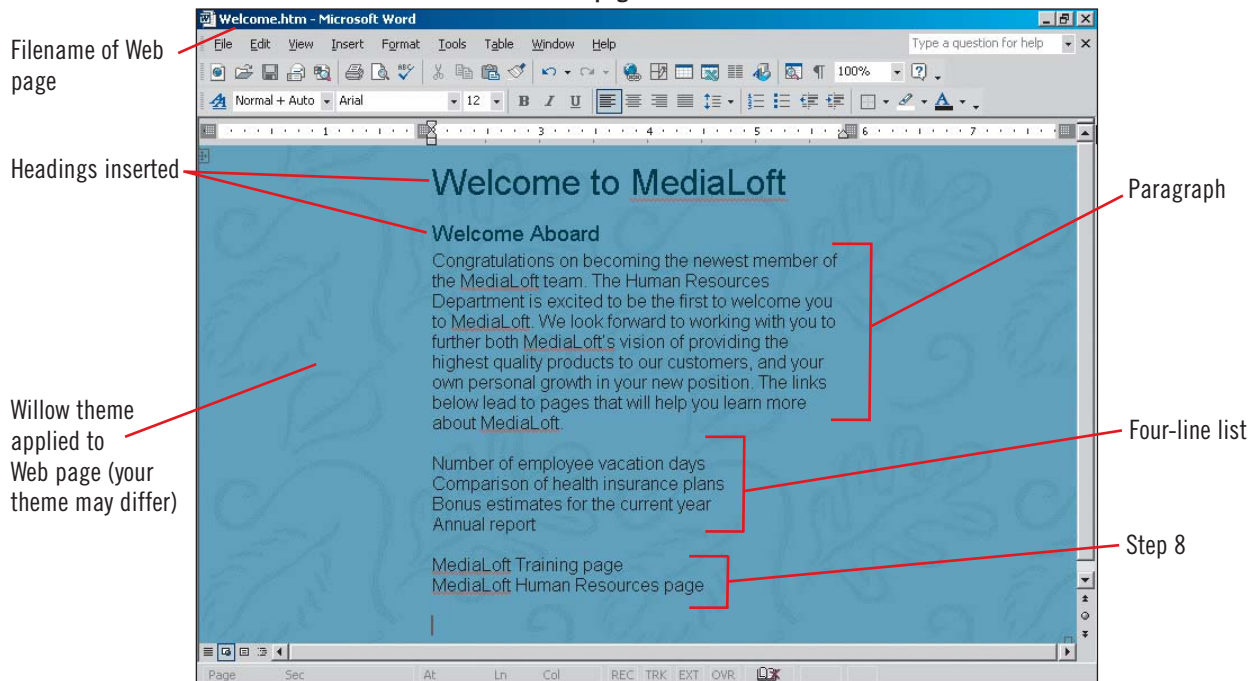 Welcome.htm - Microsoft Word
File Edit View Insert Format Tools Table Window Help
Type a question for help
100%
Normal + Auto
Arial
12
B I U
1 3 4 5 6 7
Filename of Web
page
Headings inserted
Willow theme
applied to
Web page (your
theme may differ)
Welcome to MediaLoft
Welcome Aboard
Congratulations on becoming the newest member of
the MediaLoft team. The Human Resources
Department is excited to be the first to welcome you
to MediaLoft. We look forward to working with you to
further both MediaLoft's vision of providing the
highest quality products to our customers, and your
own personal growth in your new position. The links
below lead to pages that will help you learn more
about MediaLoft.
Number of employee vacation days
Comparison of health insurance plans
Bonus estimates for the current year
Annual report
MediaLoft Training page
MediaLoft Human Resources page
Paragraph
Four-line list
Step 8
Page Sec At Ln Col REC TRK EXT OVR